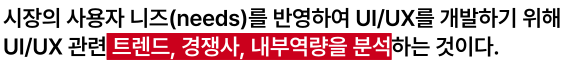 시장의 사용자 니즈(needs)를 반영하여 UI/UX를 개발하기 위해
UI/UX 관련 트렌드, 경쟁사, 내부역량을 분석하는 것이다.